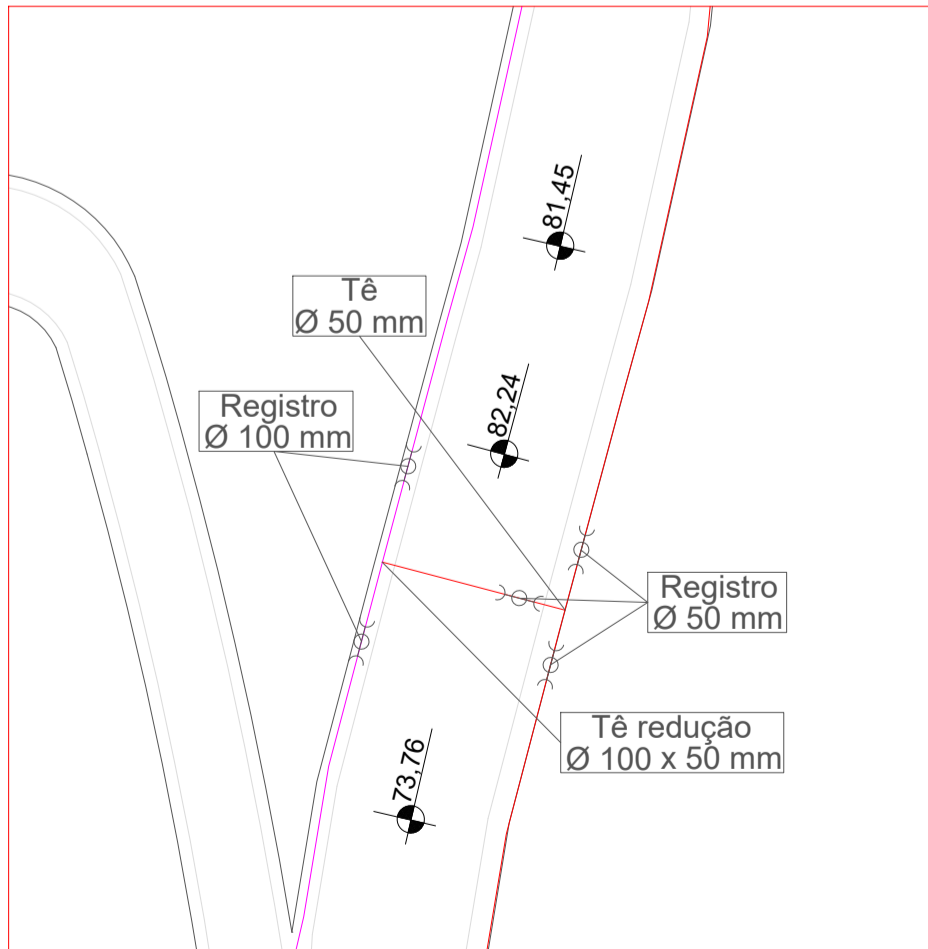 81,45
Tê
Ø 50 mm
82,24
Registro
Ø 100 mm
Registro
Ø 50 mm
Tê redução
Ø 100 x 50 mm
73,76